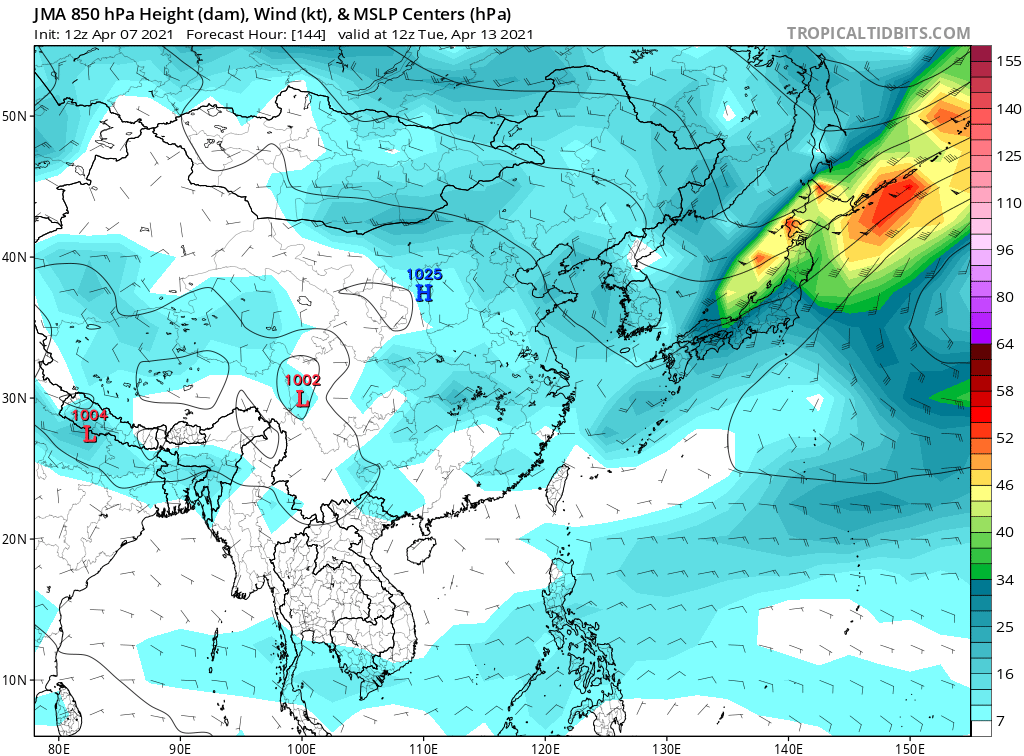 JMA 850 hPa Height (dam), Wind (kt), & MSLP Centers (hPa)
Init: 12z Apr 07 2021 Forecast Hour: [144] valid at 12z Tue, Apr 13 2021
TROPICALTIDBITS.COM
155
140
125
110
96
80
64
58
52
46
40
34
25
16
7
50N
40N
30N
20N
10N
1025
H
1002
L
1004
L
80E
90E
100E
110E
120E
130E
140E
150E